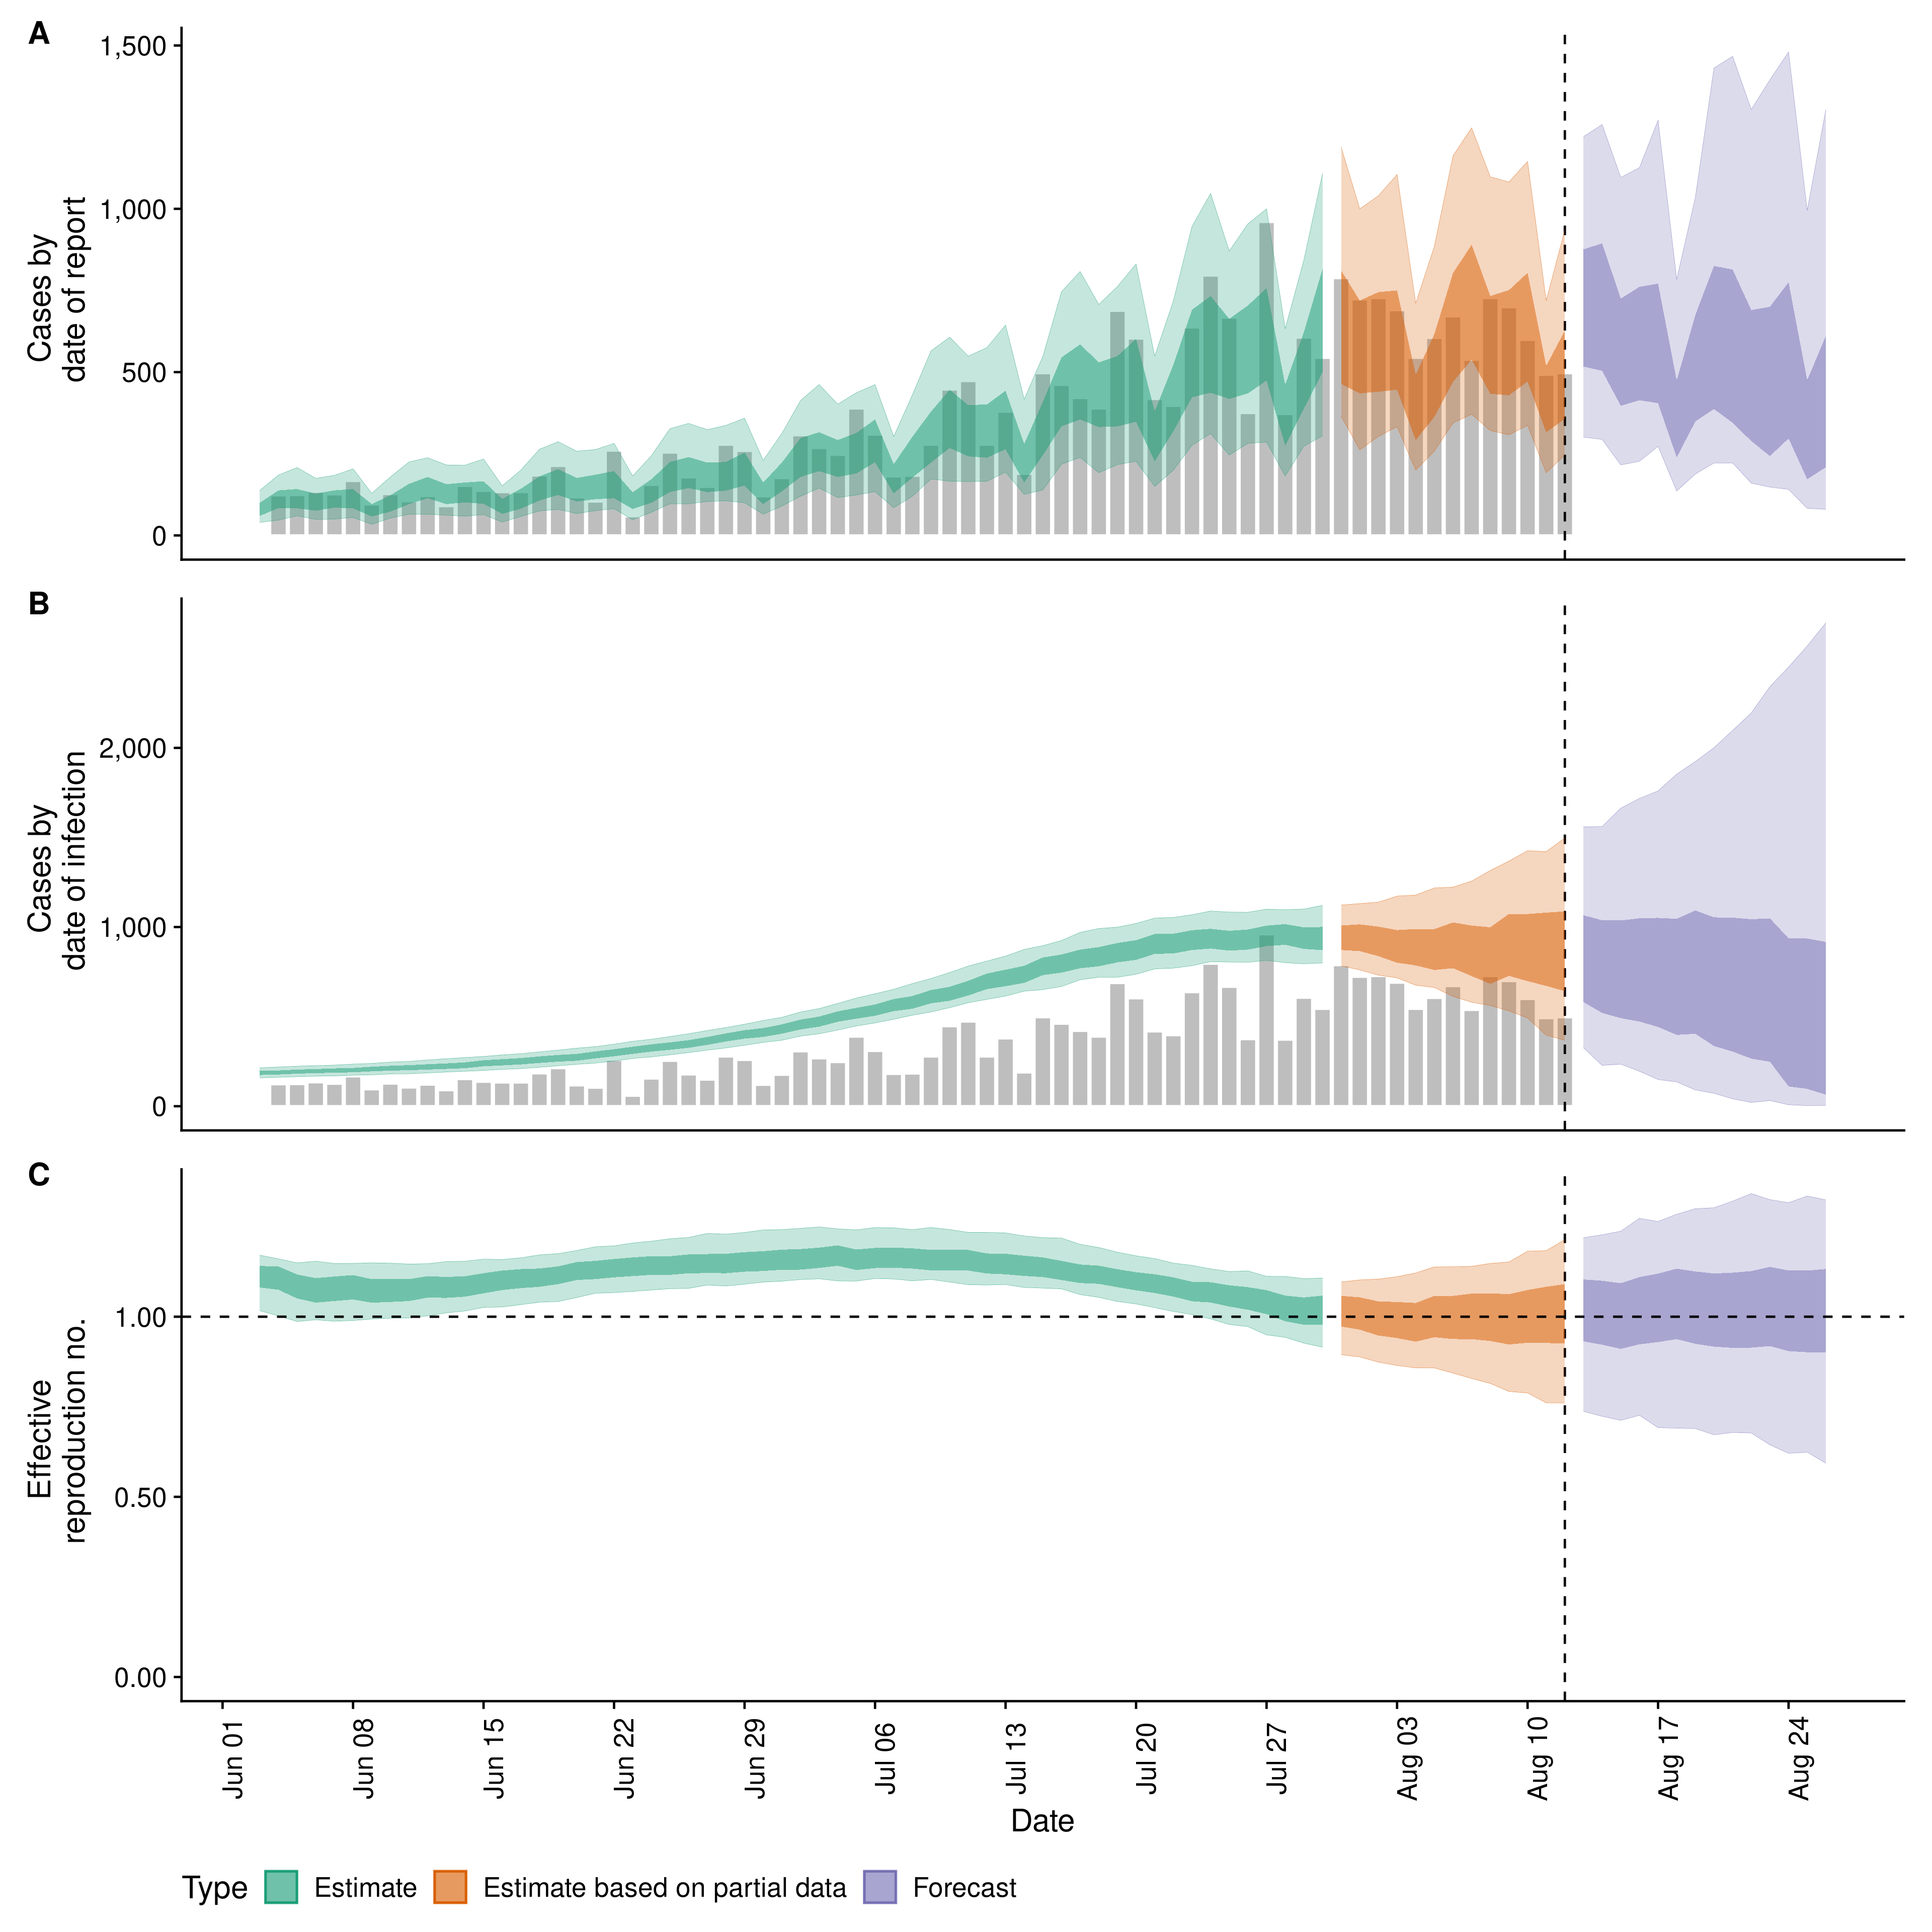 A
Cases by
date of report
1,500
1,000
500
0
B
Cases by
date of infection
2,000
1,000
0
C
Effective
reproduction no.
1.00
0.50
0.00
Jun 01
Jun 08
Jun 15
Jun 22
Jun 29
Jul 06
Jul 13
Jul 20
Jul 27
Aug 03
Aug 10
Aug 17
Aug 24
Date
Type Estimate Estimate based on partial data Forecast